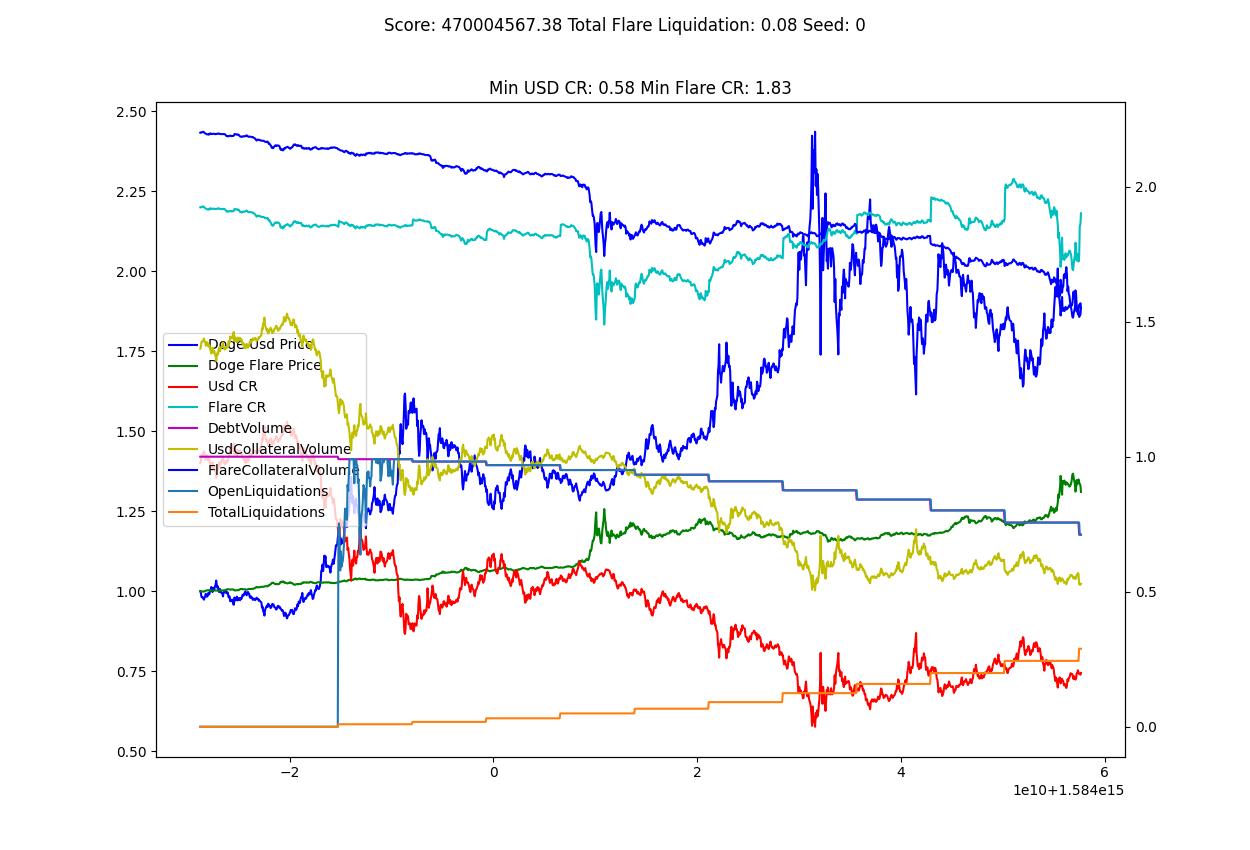 Score: 470004567.38 Total Flare Liquidation: 0.08 Seed: 0
Min USD CR: 0.58 Min Flare CR: 1.83
2.50
2.25
2.00
1.75
1.50
1.25
1.00
0.75
0.50
2.0
1.5
1.0
0.5
0.0
Doge Usd Price
Doge Flare Price
Usd CR
Flare CR
DebtVolume
UsdCollateralVolume
FlareCollateralVolume
OpenLiquidations
TotalLiquidations
−2
0
2
4
6
1e10+1.584e15